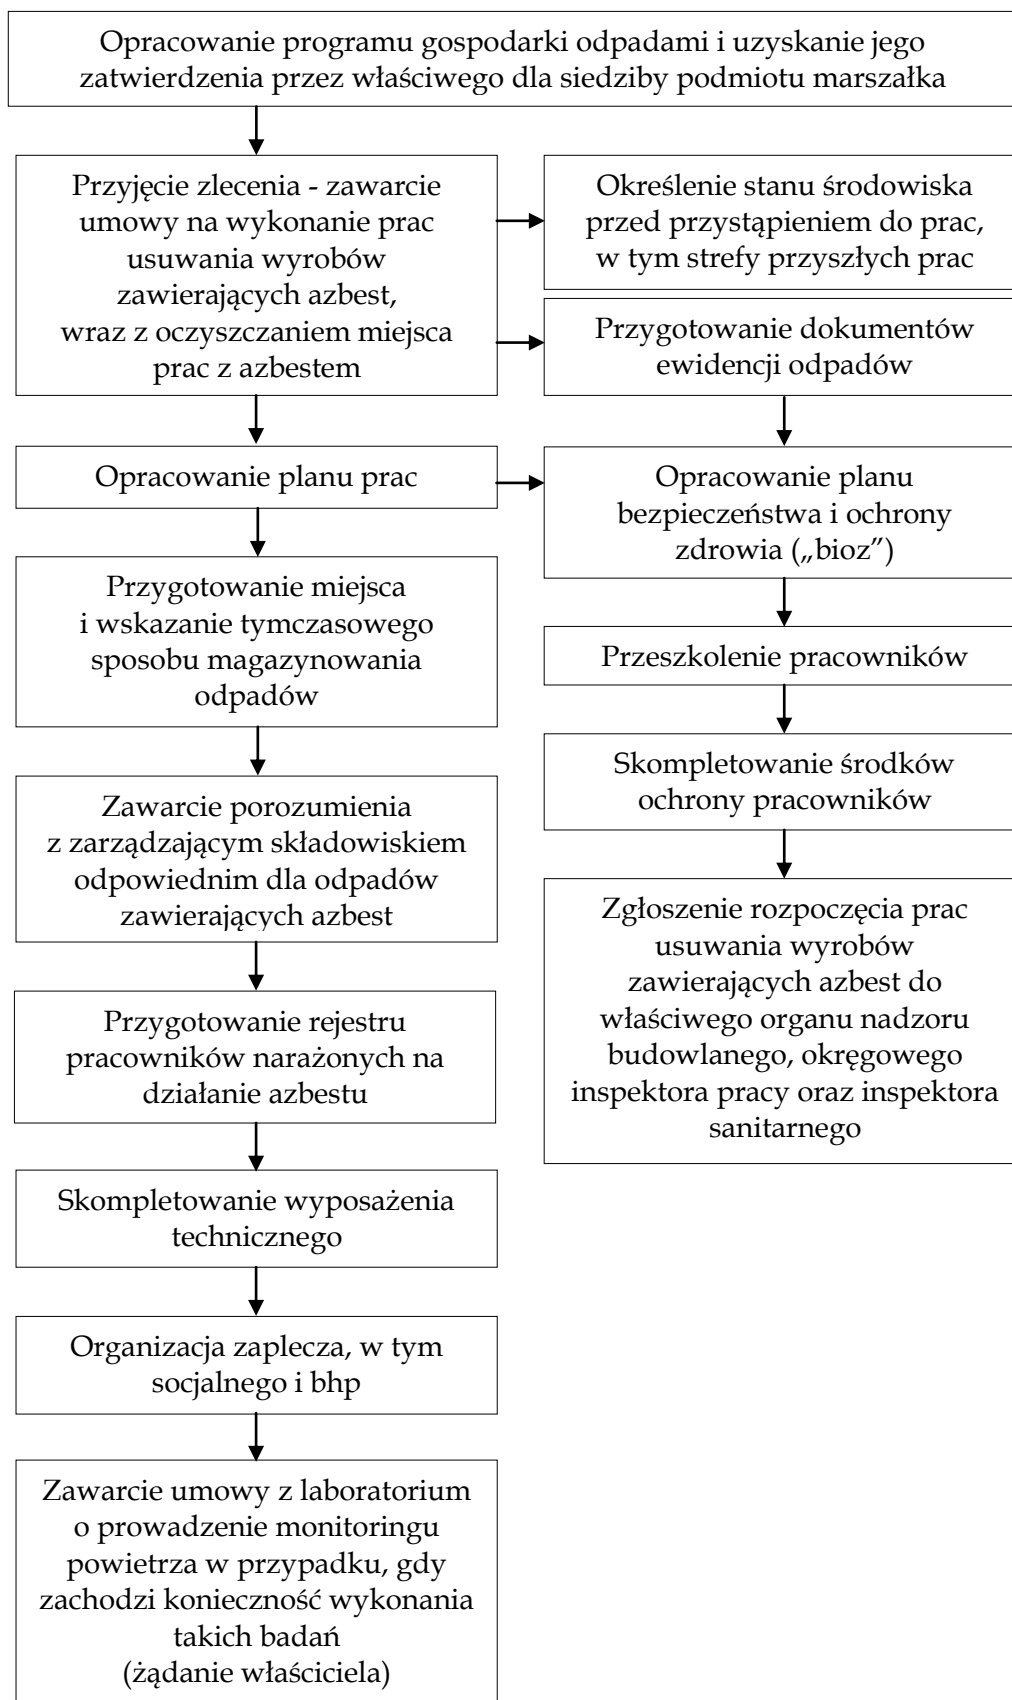 Opracowanie programu gospodarki odpadami i uzyskanie jego
zatwierdzenia przez właściwego dla siedziby podmiotu marszałka
Przyjęcie zlecenia - zawarcie
umowy na wykonanie prac
usuwania wyrobów
zawierających azbest,
wraz z oczyszczaniem miejsca
prac z azbestem
Określenie stanu środowiska
przed przystąpieniem do prac,
w tym strefy przyszłych prac
Przygotowanie dokumentów
ewidencji odpadów
Opracowanie planu prac
Opracowanie planu
bezpieczeństwa i ochrony
zdrowia („bioz”)
Przygotowanie miejsca
i wskazanie tymczasowego
sposobu magazynowania
odpadów
Przeszkolenie pracowników
Skompletowanie środków
ochrony pracowników
Zawarcie porozumienia
z zarządzającym składowiskiem
odpowiednim dla odpadów
zawierających azbest
Zgłoszenie rozpoczęcia prac
usuwania wyrobów
zawierających azbest do
właściwego organu nadzoru
budowlanego, okręgowego
inspektora pracy oraz inspektora
sanitarnego
Przygotowanie rejestru
pracowników narażonych na
działanie azbestu
Skompletowanie wyposażenia
technicznego
Organizacja zaplecza, w tym
socjalnego i bhp
Zawarcie umowy z laboratorium
o prowadzenie monitoringu
powietrza w przypadku, gdy
zachodzi konieczność wykonania
takich badań
(żądanie właściciela)